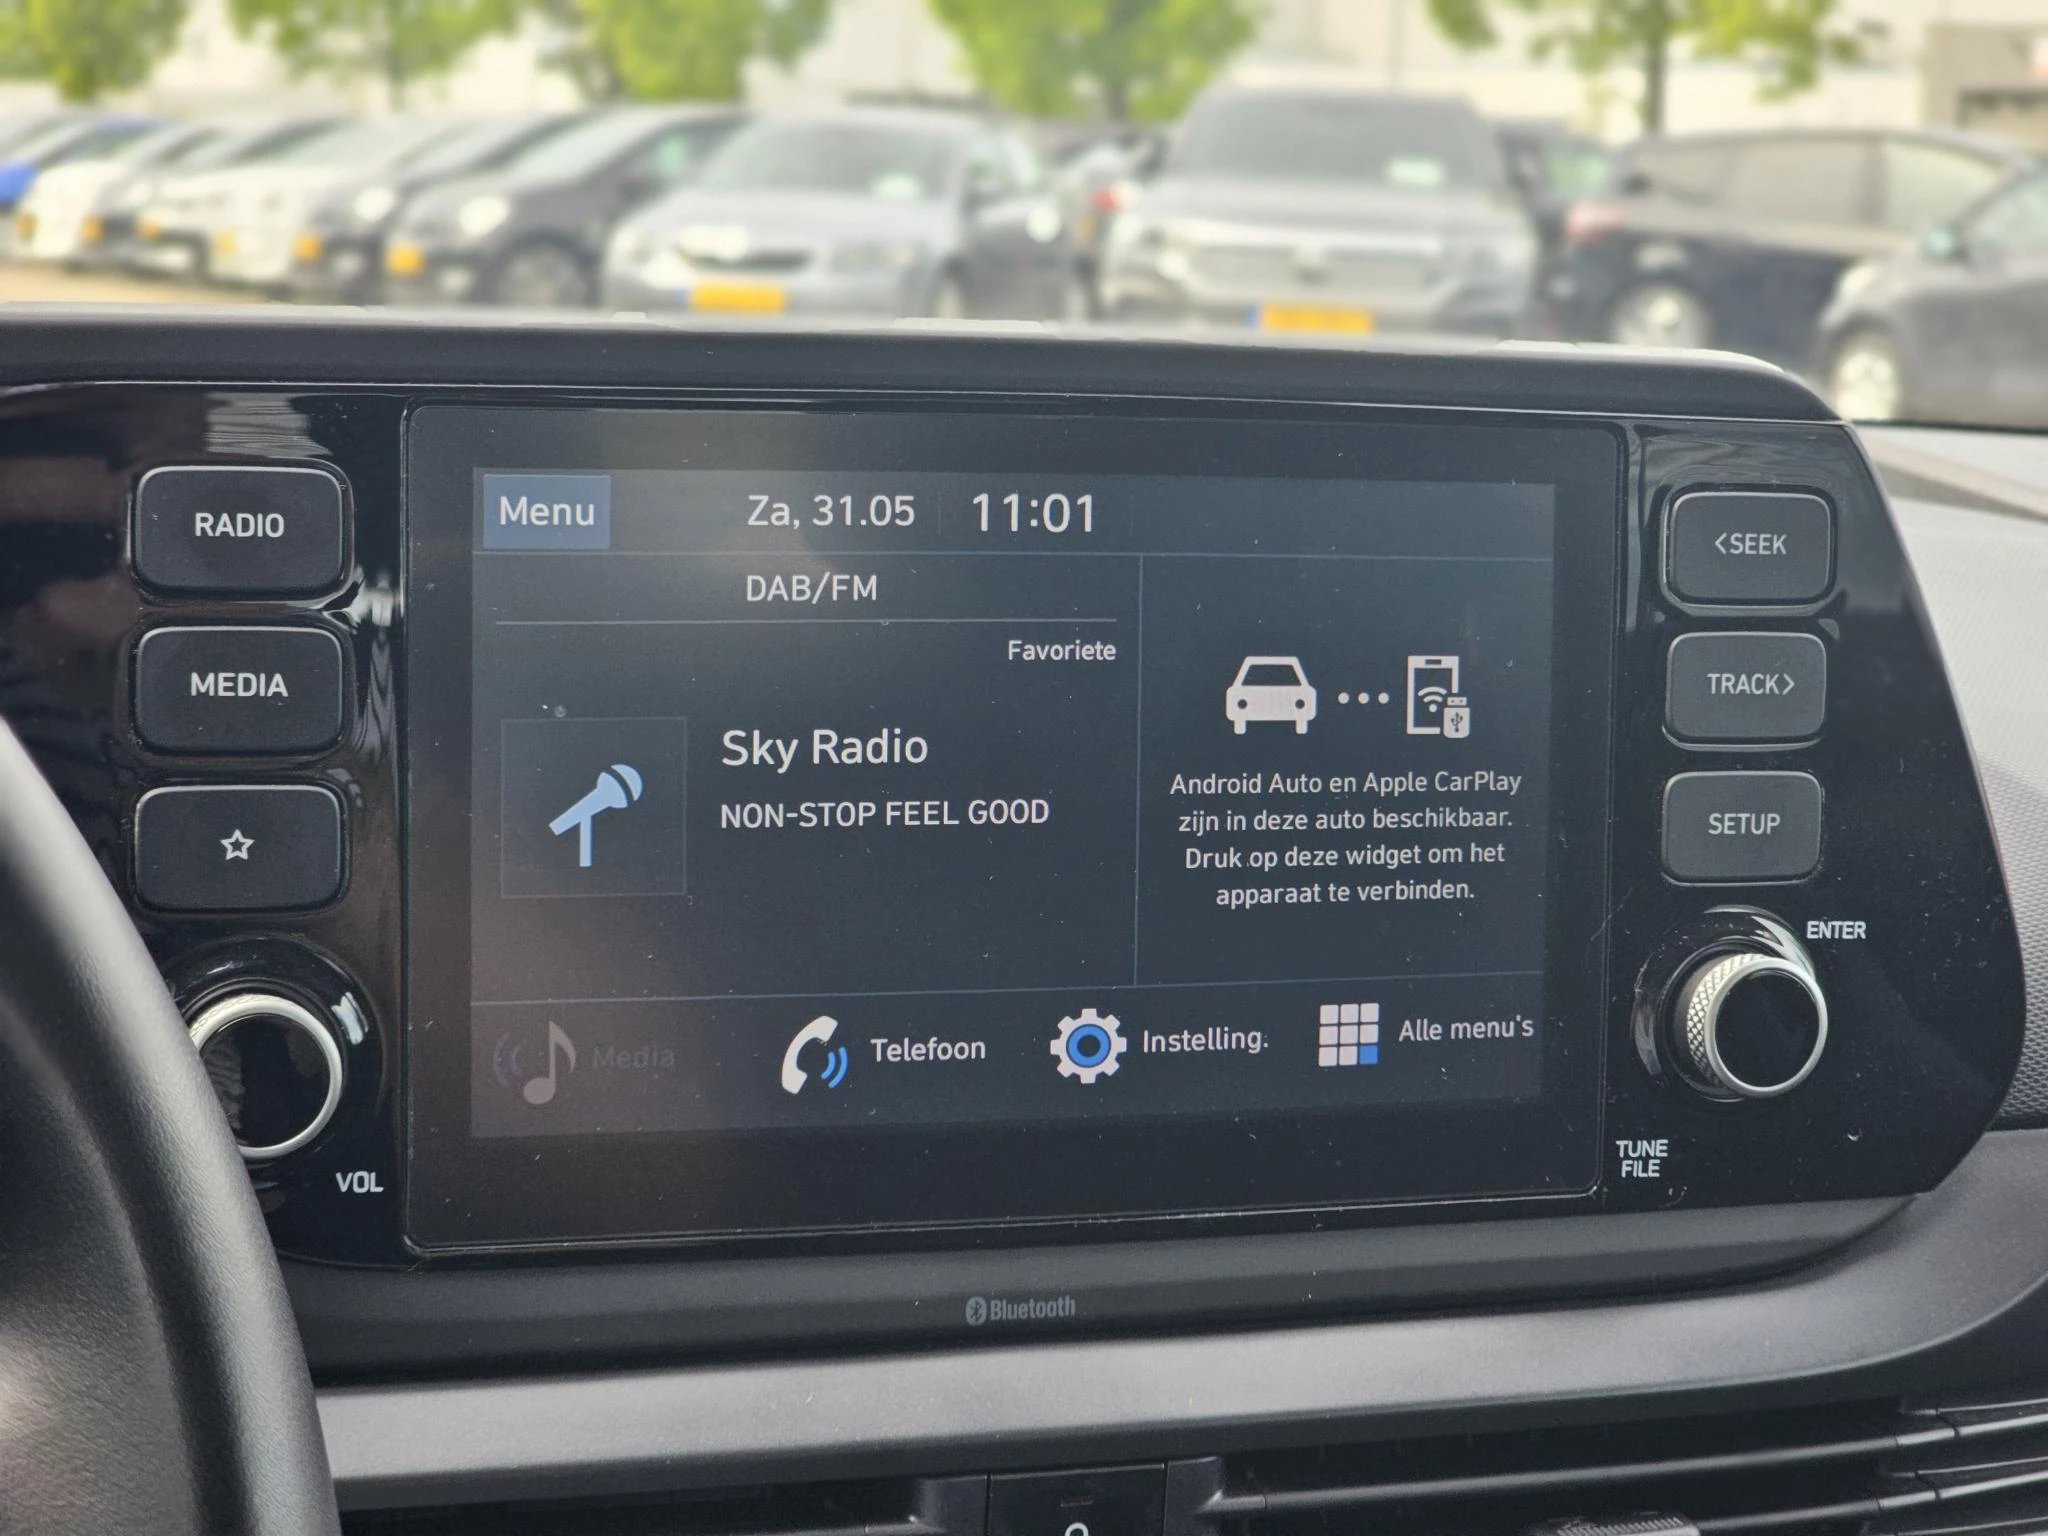 RADIO
MEDIA
VOL
Menu
Za, 31.05
11:01
DAB/FM
Favoriete
Sky Radio
NON-STOP FEEL GOOD
Android Auto en Apple CarPlay
zijn in deze auto beschikbaar.
Druk op deze widget om het
apparaat te verbinden.
Media
Telefoon
Instelling.
Alle menu's
<SEEK
TRACK>
SETUP
ENTER
TUNE
FILE
Bluetooth